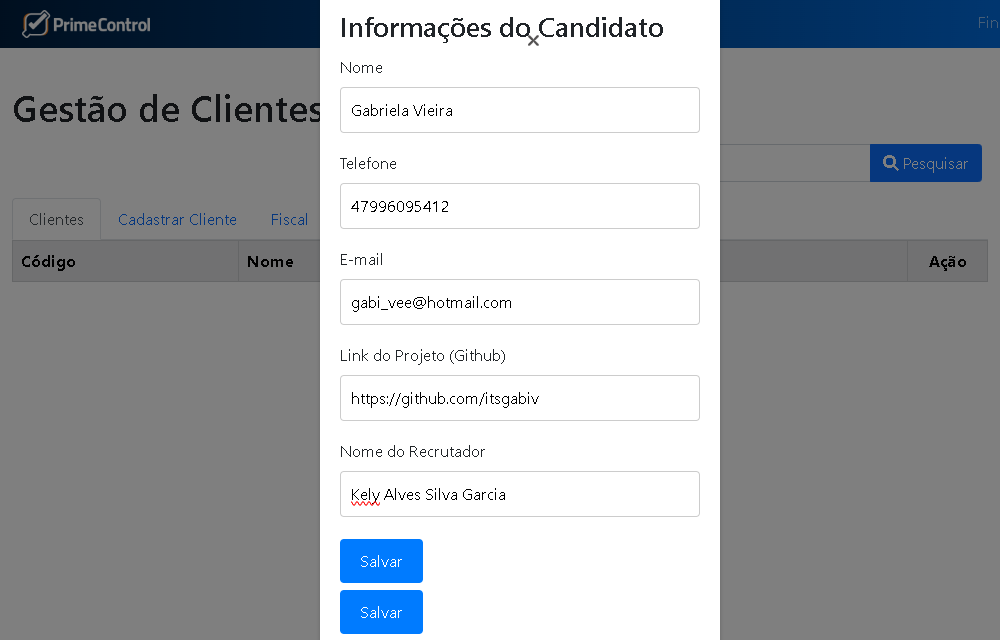 PrimeControl
Fin
Gestão de Clientes
Pesquisar
Clientes
Cadastrar Cliente
Fiscal
Código
Nome
Ação
Informações do Candidato
Nome
Gabriela Vieira
Telefone
47996095412
E-mail
gabi_vee@hotmail.com
Link do Projeto (Github)
https://github.com/itsgabiv
Nome do Recrutador
Kely Alves Silva Garcia
Salvar
Salvar